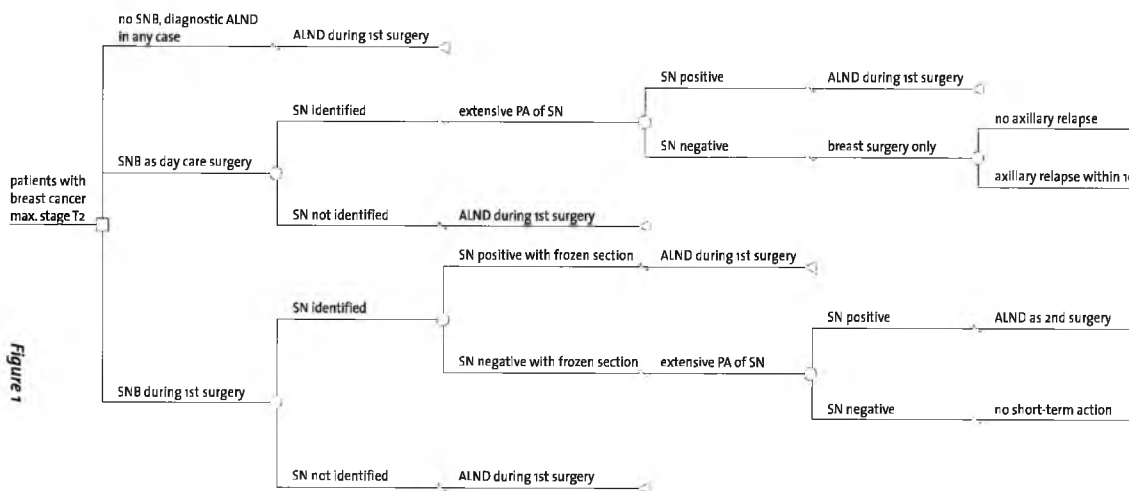 no SNB, diagnostic ALND
in any case
ALND during 1st surgery
SN positive
ALND during 1st surgery
SN identified
extensive PA of SN
no axillary relapse
SN negative
breast surgery only
SNB as day care surgery
axillary relapse within
patients with
breast cancer
max. stage T2
SN not identified
ALND during 1st surgery
SN positive with frozen section
ALND during 1st surgery
SN identified
SN positive
ALND as 2nd surgery
SN negative with frozen section
extensive PA of SN
SNB during 1st surgery
SN negative
no short-term action
SN not identified
ALND during 1st surgery
Figure 1